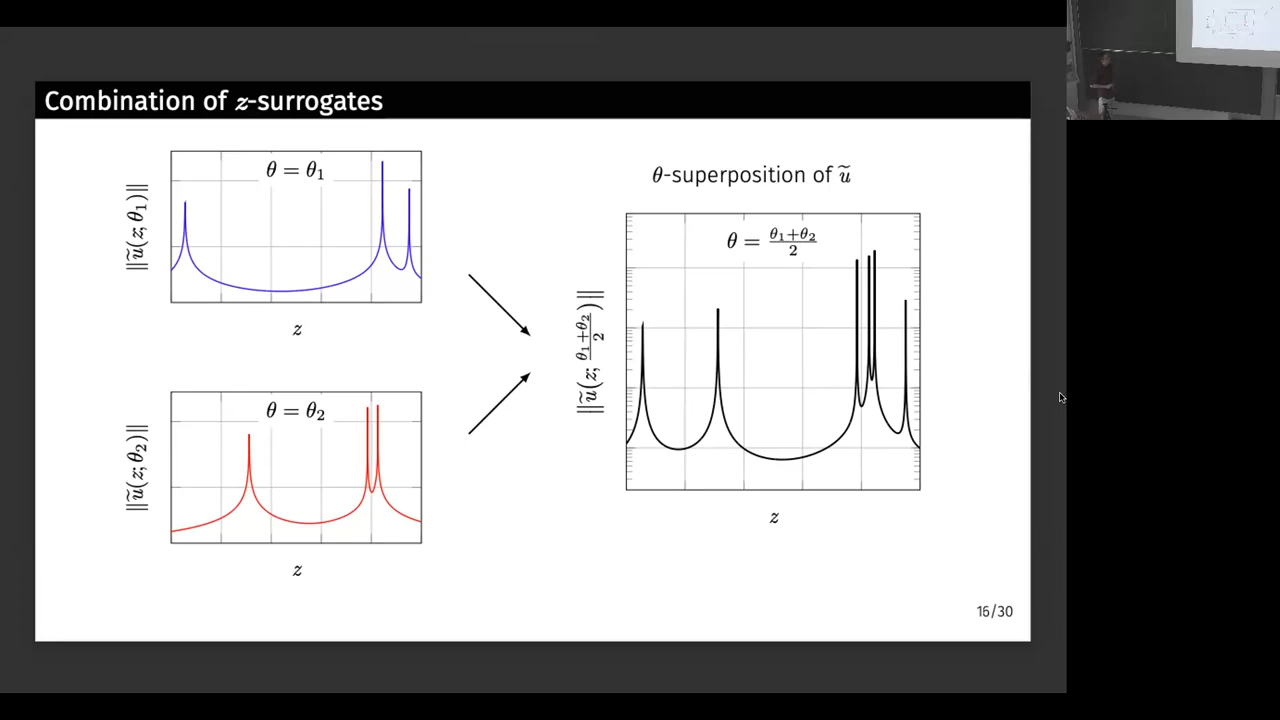 Combination of z-surrogates
θ = θ₁
‖ũ(z; θ₁)‖
z
θ = θ₂
‖ũ(z; θ₂)‖
z
θ-superposition of ũ
θ = (θ₁+θ₂)/2
‖ũ(z; (θ₁+θ₂)/2)‖
z
16/30